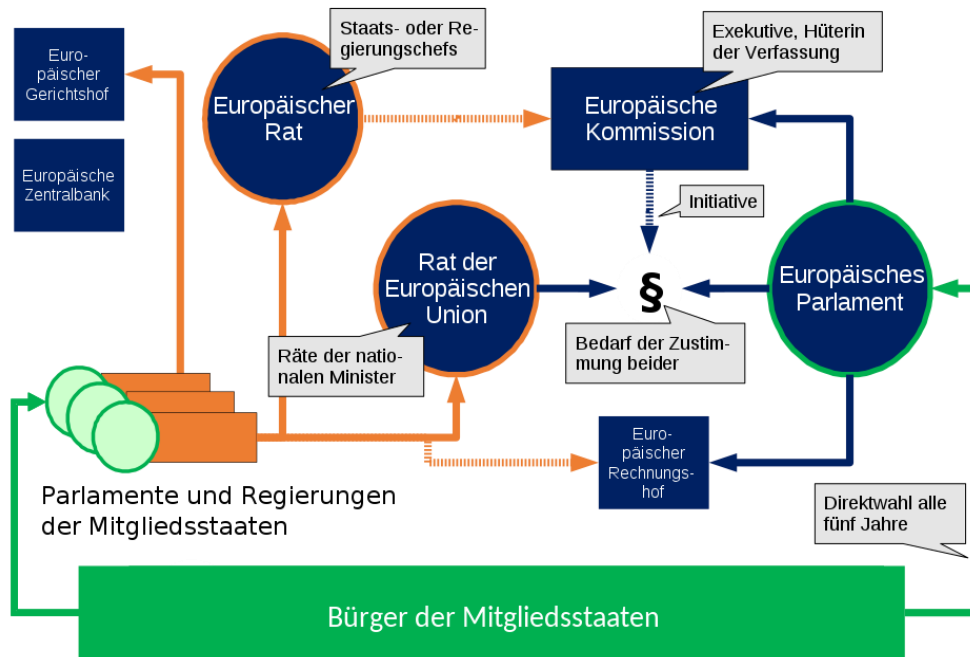 Staats- oder Re-
gierungschefs
Exekutive, Hüterin
der Verfassung
Euro-
päischer
Gerichtshof
Europäischer
Rat
Europäische
Kommission
Europäische
Zentralbank
Initiative
Rat der
Europäischen
Union
§
Europäisches
Parlament
Räte der natio-
nalen Minister
Bedarf der Zustim-
mung beider
Euro-
päischer
Rechnungs-
hof
Parlamente und Regierungen
der Mitgliedsstaaten
Direktwahl alle
fünf Jahre
Bürger der Mitgliedsstaaten